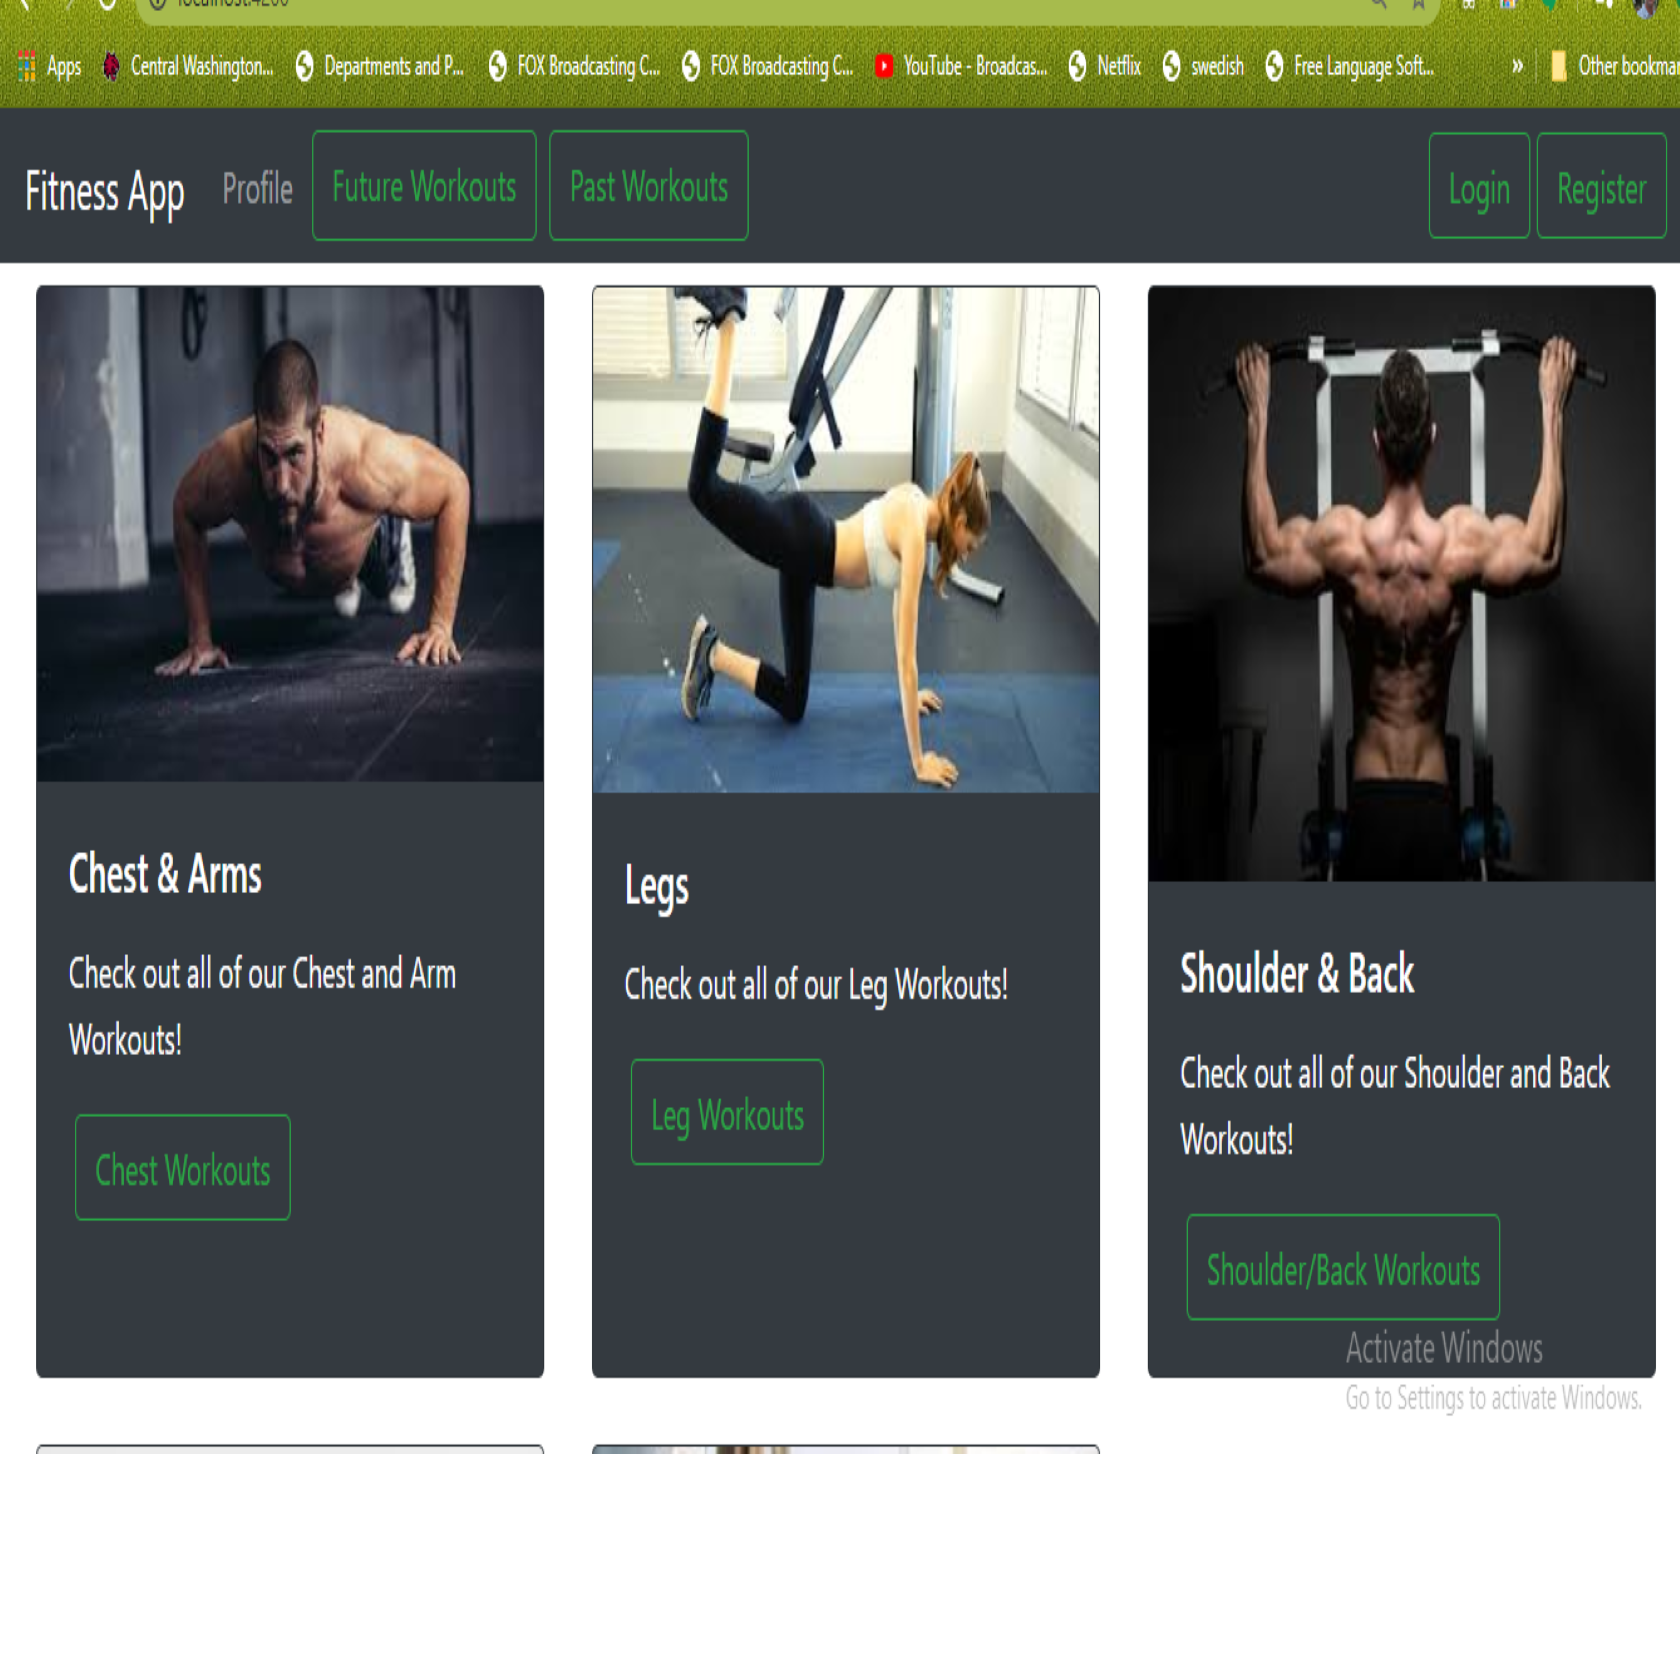 localhost:4200
Apps Central Washington... Departments and P... FOX Broadcasting C... FOX Broadcasting C... YouTube - Broadcas... Netflix swedish Free Language Soft... » Other bookmar
Fitness App Profile Future Workouts Past Workouts Login Register
Chest & Arms
Check out all of our Chest and Arm
Workouts!
Chest Workouts
Legs
Check out all of our Leg Workouts!
Leg Workouts
Shoulder & Back
Check out all of our Shoulder and Back
Workouts!
Shoulder/Back Workouts
Activate Windows
Go to Settings to activate Windows.